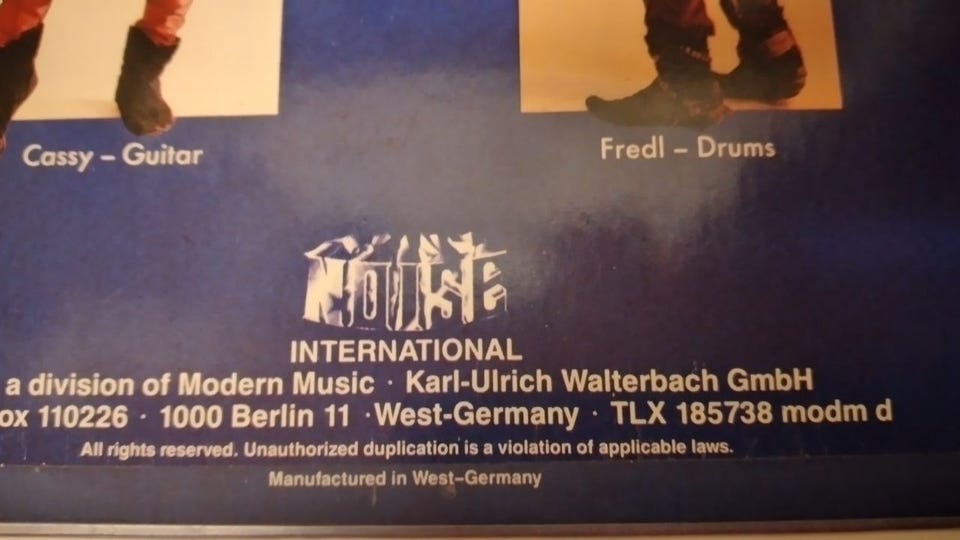 Cassy – Guitar
Fredl – Drums
NOISE
INTERNATIONAL
a division of Modern Music · Karl-Ulrich Walterbach GmbH
ox 110226 · 1000 Berlin 11 · West-Germany · TLX 185738 modm d
All rights reserved. Unauthorized duplication is a violation of applicable laws.
Manufactured in West–Germany